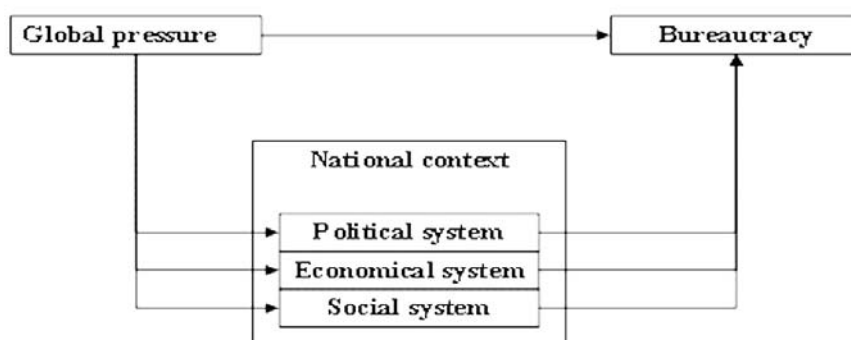 Global pressure
Bureaucracy
National context
Political system
Economical system
Social system